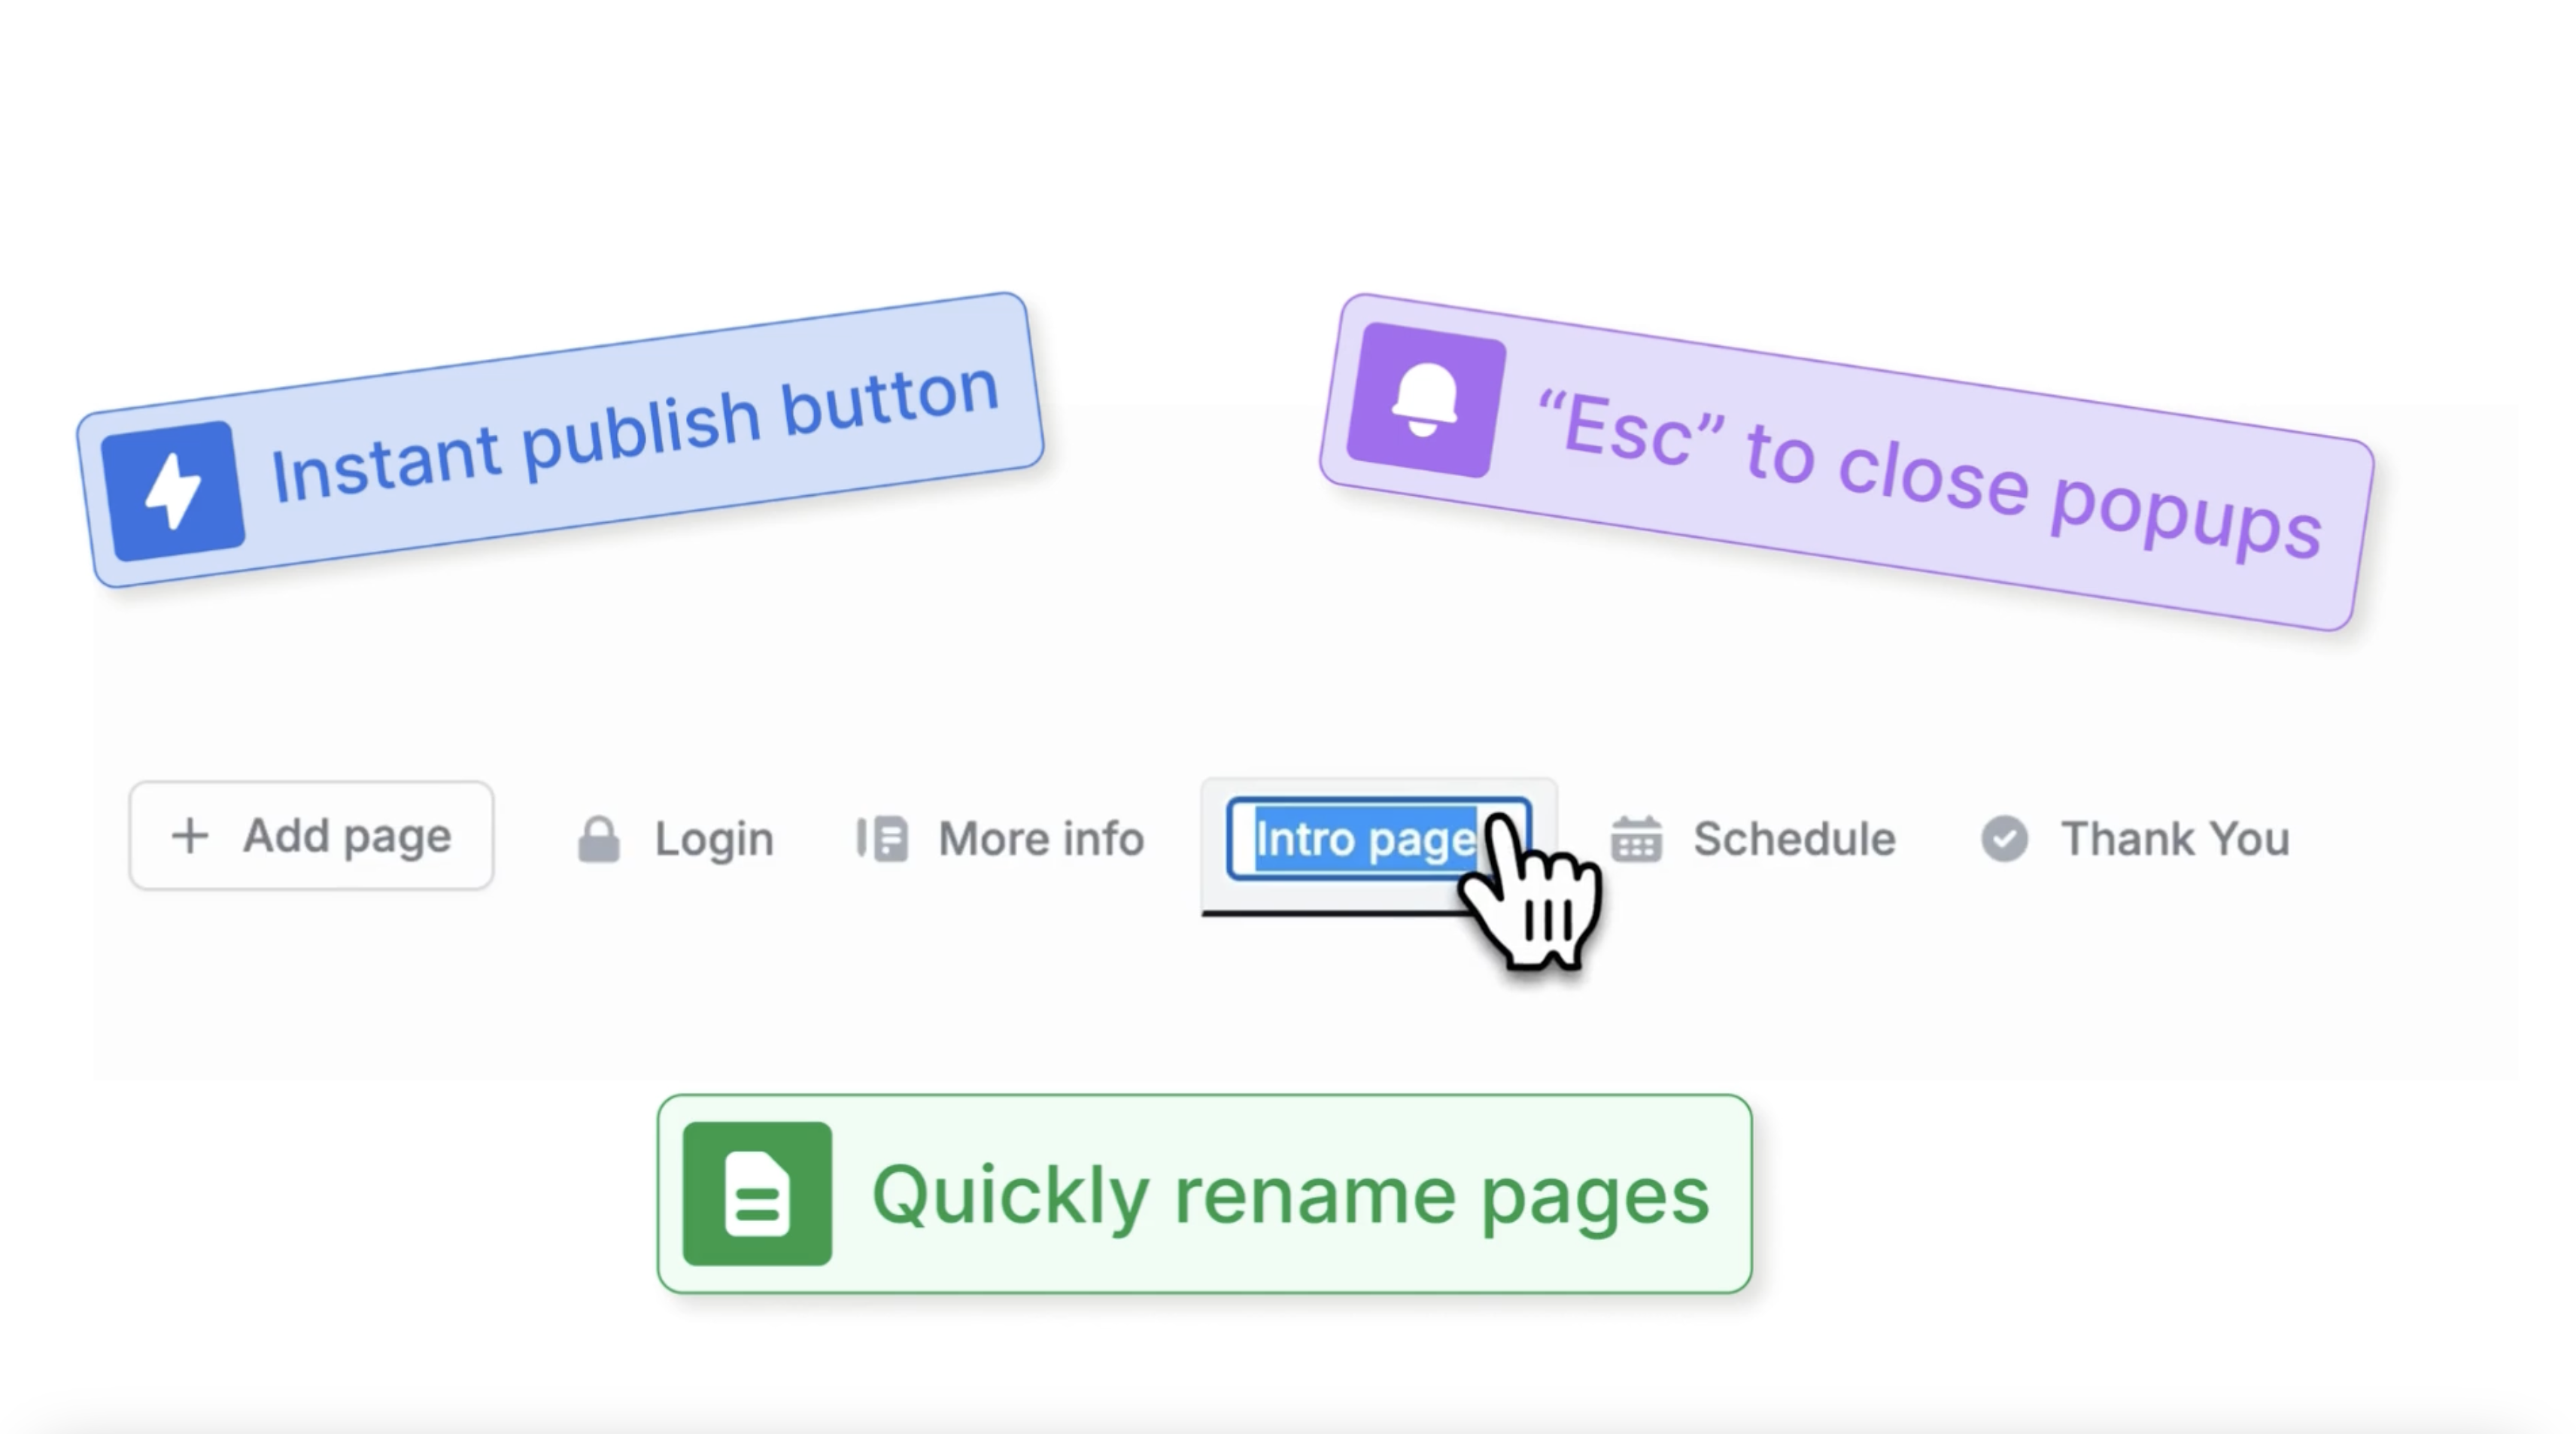 Instant publish button
“Esc” to close popups
+ Add page
Login
More info
Intro page
Schedule
Thank You
Quickly rename pages